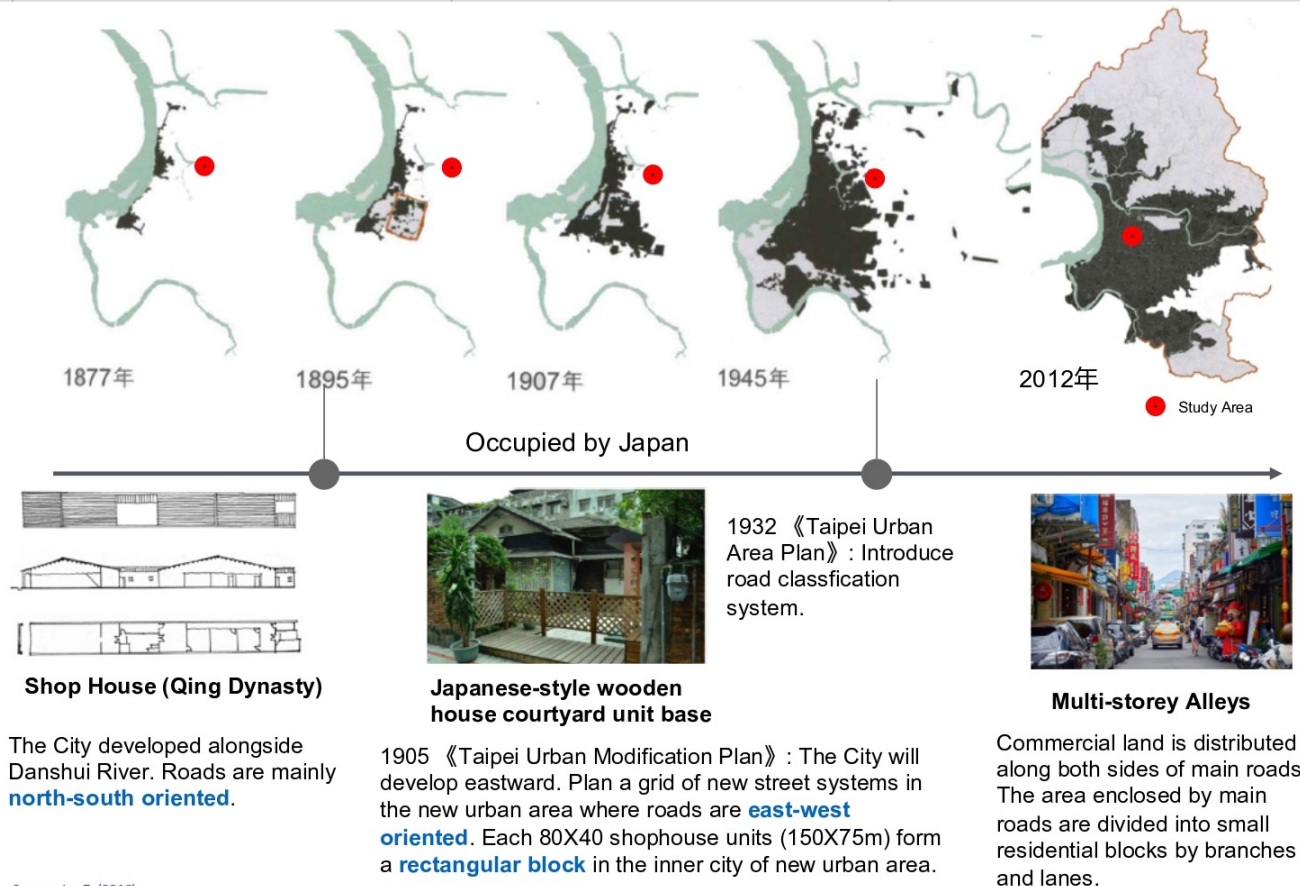 1877年
1895年
1907年
1945年
2012年
Study Area
Occupied by Japan
Shop House (Qing Dynasty)
The City developed alongside
Danshui River. Roads are mainly
north-south oriented.
Japanese-style wooden
house courtyard unit base
1905 《Taipei Urban Modification Plan》: The City will
develop eastward. Plan a grid of new street systems in
the new urban area where roads are east-west
oriented. Each 80X40 shophouse units (150X75m) form
a rectangular block in the inner city of new urban area.
1932 《Taipei Urban
Area Plan》: Introduce
road classfication
system.
Multi-storey Alleys
Commercial land is distributed
along both sides of main roads
The area enclosed by main
roads are divided into small
residential blocks by branches
and lanes.